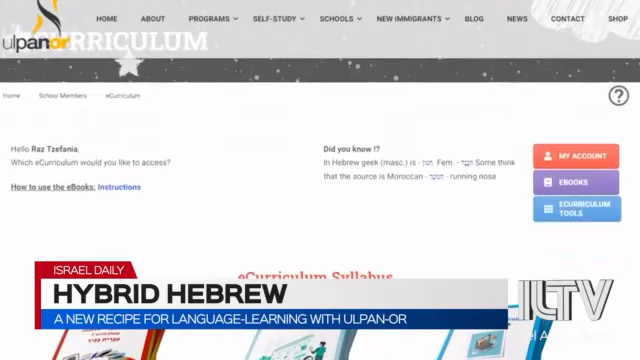 HOME ABOUT PROGRAMS SELF-STUDY SCHOOLS NEW IMMIGRANTS BLOG NEWS CONTACT SHOP
ulpanor
CURRICULUM
Home School Members eCurriculum
Hello Raz Tzefania,
Which eCurriculum would you like to access?
How to use the eBooks: Instructions
Did you know !?
In Hebrew geek (masc.) is - חנון. Fem. - Some think
that the source is Moroccan - running nose
MY ACCOUNT
EBOOKS
ECURRICULUM
TOOLS
eCurriculum Syllabus
ISRAEL DAILY
HYBRID HEBREW
A NEW RECIPE FOR LANGUAGE-LEARNING WITH ULPAN-OR
ILTV